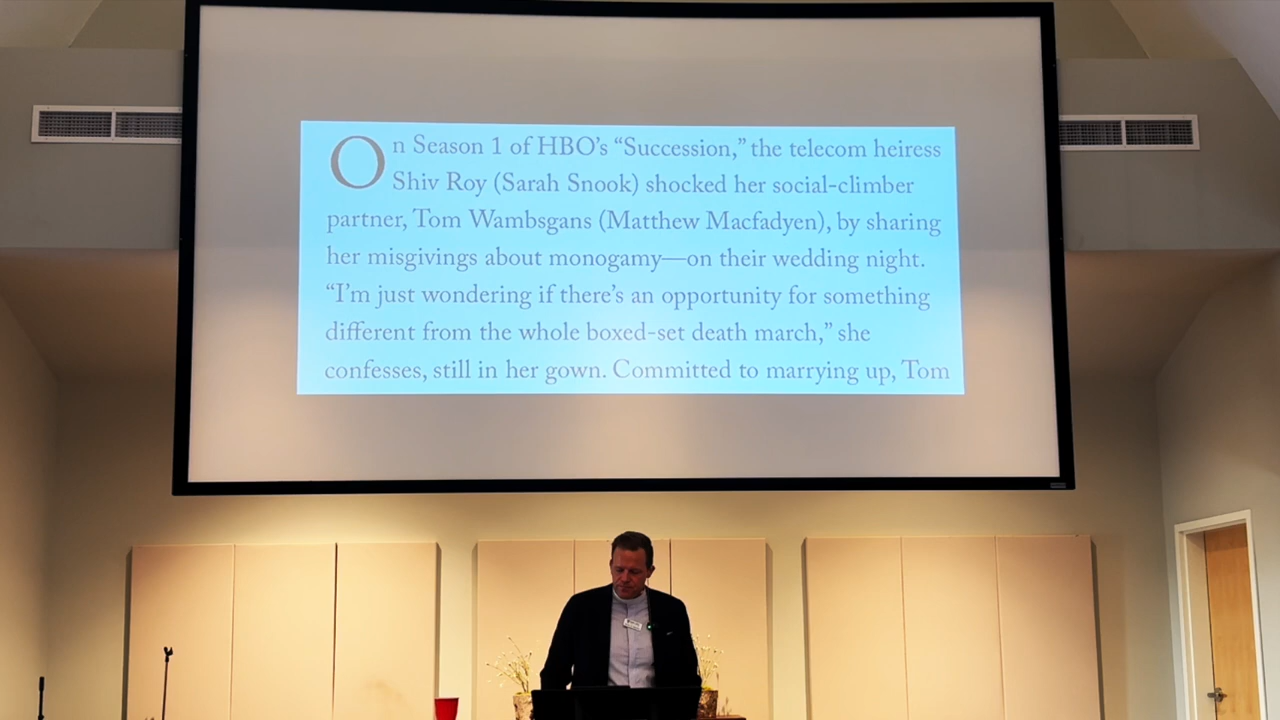 On Season 1 of HBO’s “Succession,” the telecom heiress
Shiv Roy (Sarah Snook) shocked her social-climber
partner, Tom Wambsgans (Matthew Macfadyen), by sharing
her misgivings about monogamy—on their wedding night.
“I’m just wondering if there’s an opportunity for something
different from the whole boxed-set death march,” she
confesses, still in her gown. Committed to marrying up, Tom